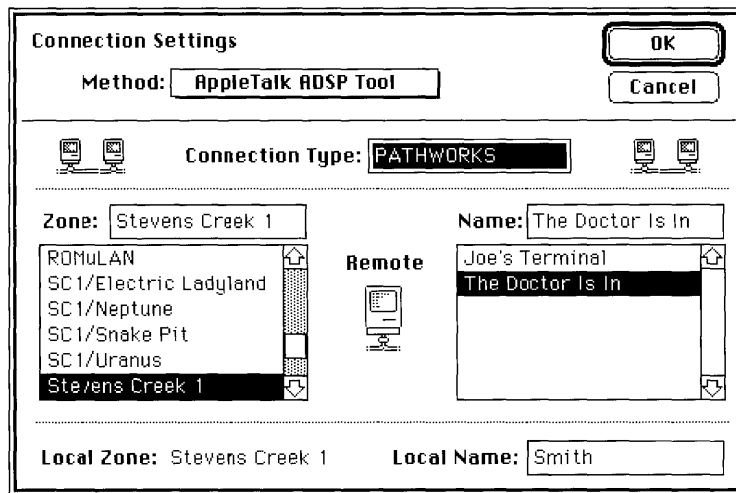 Connection Settings
OK
Method: AppleTalk ADSP Tool
Cancel
Connection Type: PATHWORKS
Zone: Stevens Creek 1
Name: The Doctor Is In
ROMuLAN
SC1/Electric Ladyland
SC1/Neptune
SC1/Snake Pit
SC1/Uranus
Stevens Creek 1
Remote
Joe's Terminal
The Doctor Is In
Local Zone: Stevens Creek 1
Local Name: Smith